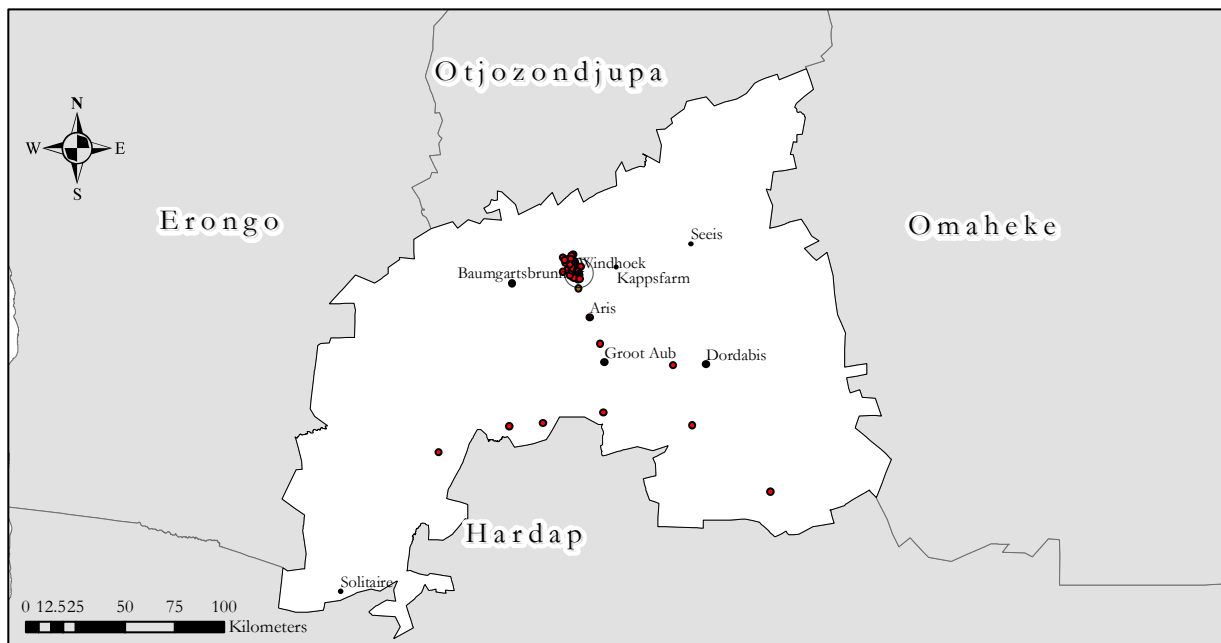 Otjozondjupa
N
W E
S
Erongo
Omaheke
Seeis
Windhoek
Baumgartsbrunn
Kappsfarm
Aris
Groot Aub
Dordabis
Hardap
Solitaire
0 12.525 50 75 100
Kilometers